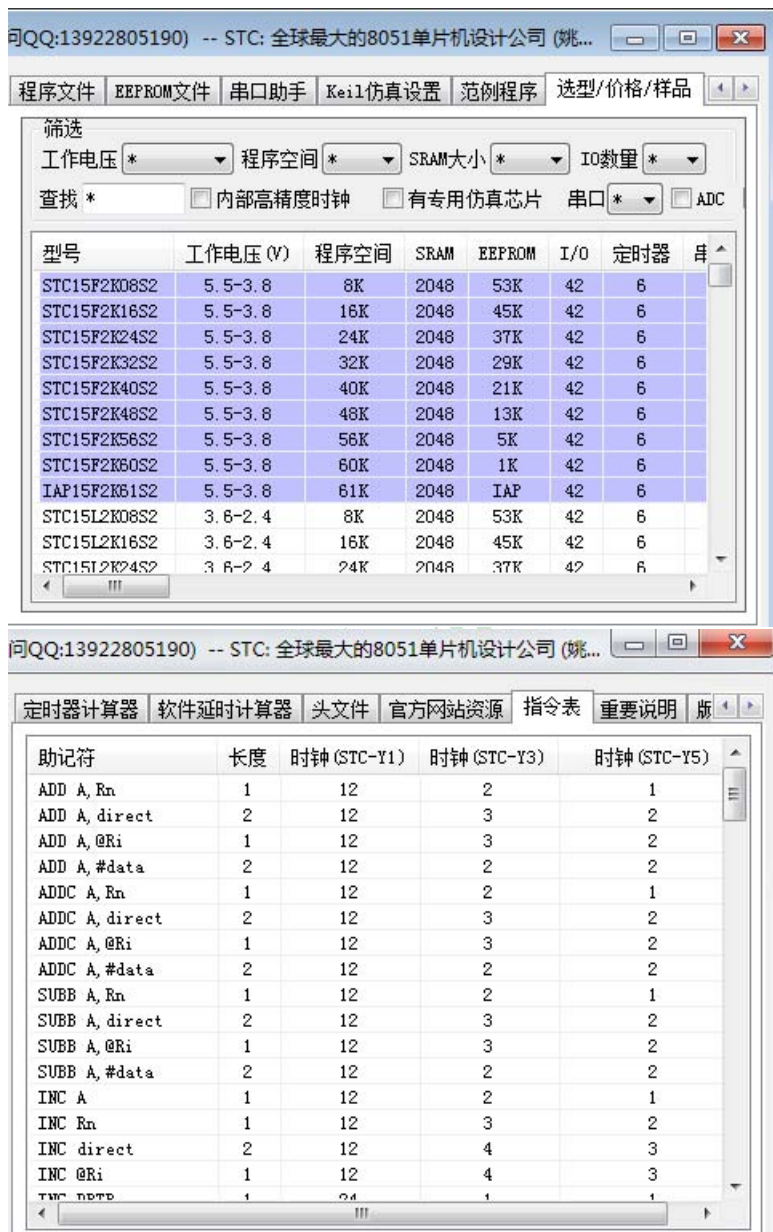 问QQ:13922805190) -- STC: 全球最大的8051单片机设计公司 (姚...
程序文件 EEPROM文件 串口助手 Keil仿真设置 范例程序 选型/价格/样品
筛选
工作电压 * 程序空间 * SRAM大小 * IO数量 *
查找 * 内部高精度时钟 有专用仿真芯片 串口 * ADC
型号 工作电压(V) 程序空间 SRAM EEPROM I/O 定时器 串
STC15F2K08S2 5.5-3.8 8K 2048 53K 42 6
STC15F2K16S2 5.5-3.8 16K 2048 45K 42 6
STC15F2K24S2 5.5-3.8 24K 2048 37K 42 6
STC15F2K32S2 5.5-3.8 32K 2048 29K 42 6
STC15F2K40S2 5.5-3.8 40K 2048 21K 42 6
STC15F2K48S2 5.5-3.8 48K 2048 13K 42 6
STC15F2K56S2 5.5-3.8 56K 2048 5K 42 6
STC15F2K60S2 5.5-3.8 60K 2048 1K 42 6
IAP15F2K61S2 5.5-3.8 61K 2048 IAP 42 6
STC15L2K08S2 3.6-2.4 8K 2048 53K 42 6
STC15L2K16S2 3.6-2.4 16K 2048 45K 42 6
STC15L2K24S2 3.6-2.4 24K 2048 37K 42 6
问QQ:13922805190) -- STC: 全球最大的8051单片机设计公司 (姚...
定时器计算器 软件延时计算器 头文件 官方网站资源 指令表 重要说明 版
助记符 长度 时钟(STC-Y1) 时钟(STC-Y3) 时钟(STC-Y5)
ADD A,Rn 1 12 2 1
ADD A,direct 2 12 3 2
ADD A,@Ri 1 12 3 2
ADD A,#data 2 12 2 2
ADDC A,Rn 1 12 2 1
ADDC A,direct 2 12 3 2
ADDC A,@Ri 1 12 3 2
ADDC A,#data 2 12 2 2
SUBB A,Rn 1 12 2 1
SUBB A,direct 2 12 3 2
SUBB A,@Ri 1 12 3 2
SUBB A,#data 2 12 2 2
INC A 1 12 2 1
INC Rn 1 12 3 2
INC direct 2 12 4 3
INC @Ri 1 12 4 3
INC DPTR 1 24 1 1